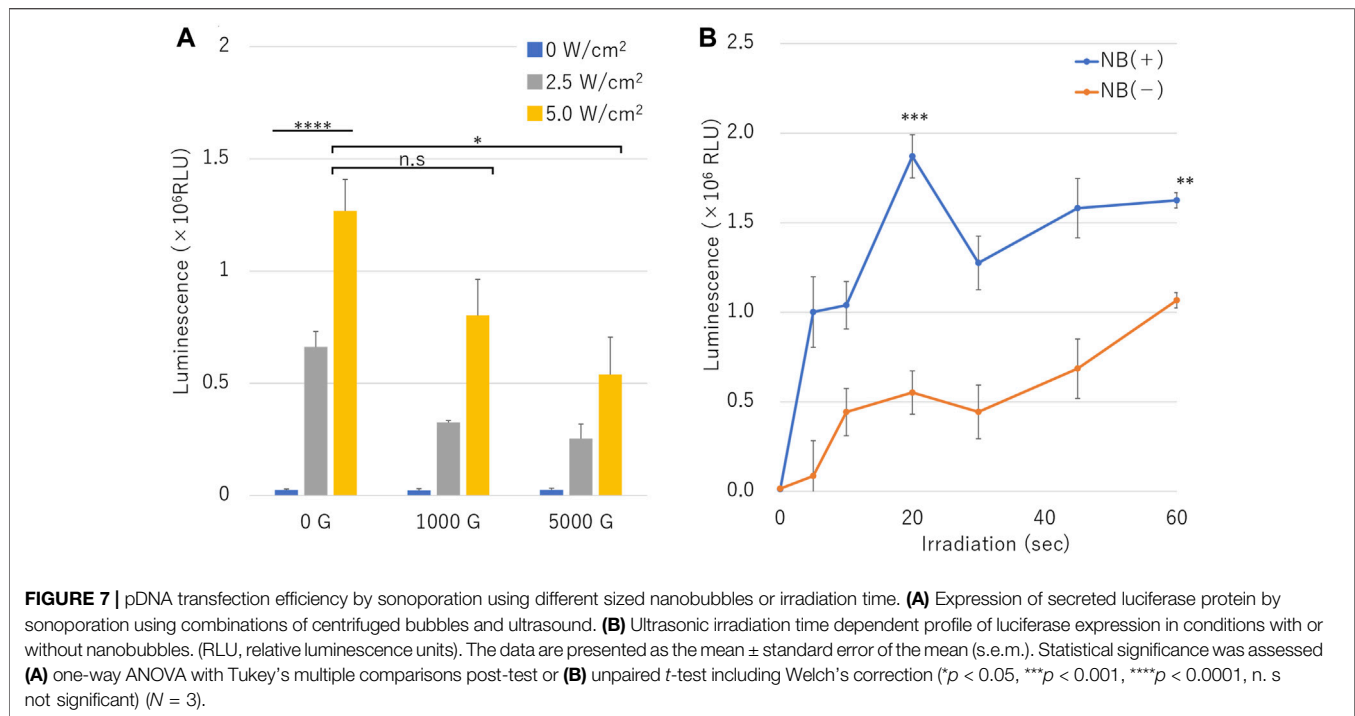 A
2
0 W/cm²
2.5 W/cm²
5.0 W/cm²
****
*
n.s
1.5
1
0.5
0
Luminescence (×10⁶RLU)
0 G
1000 G
5000 G
B
2.5
NB(+)
NB(−)
***
2.0
**
1.5
1.0
0.5
0.0
Luminescence (×10⁶ RLU)
0
20
40
60
Irradiation (sec)
FIGURE 7 | pDNA transfection efficiency by sonoporation using different sized nanobubbles or irradiation time. (A) Expression of secreted luciferase protein by
sonoporation using combinations of centrifuged bubbles and ultrasound. (B) Ultrasonic irradiation time dependent profile of luciferase expression in conditions with or
without nanobubbles. (RLU, relative luminescence units). The data are presented as the mean ± standard error of the mean (s.e.m.). Statistical significance was assessed
(A) one-way ANOVA with Tukey's multiple comparisons post-test or (B) unpaired t-test including Welch's correction (*p < 0.05, ***p < 0.001, ****p < 0.0001, n. s
not significant) (N = 3).